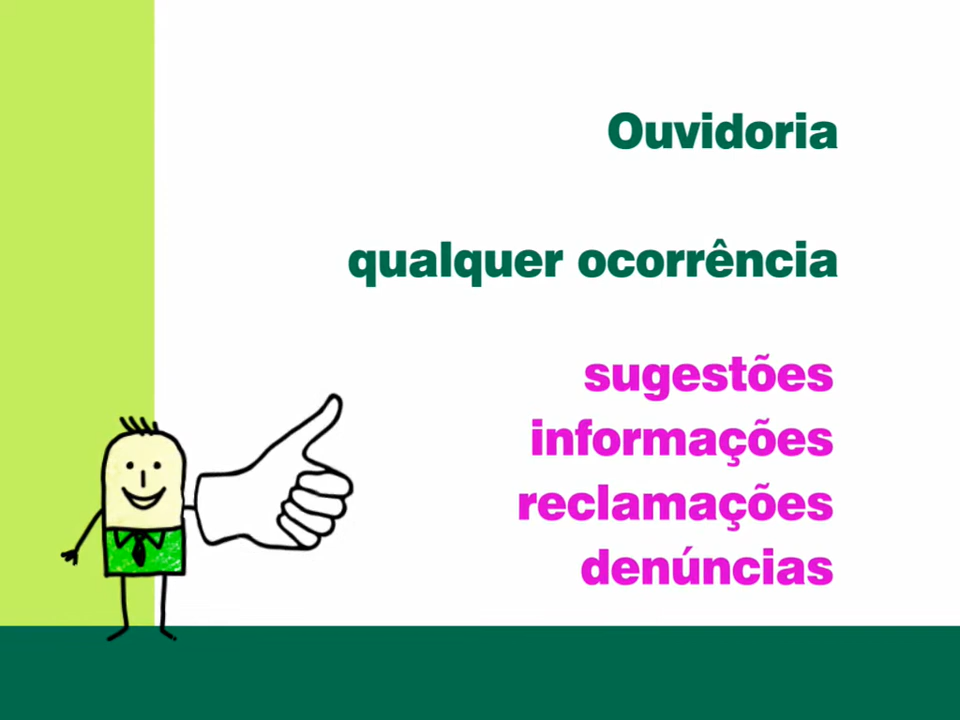 Ouvidoria
qualquer ocorrência
sugestões
informações
reclamações
denúncias